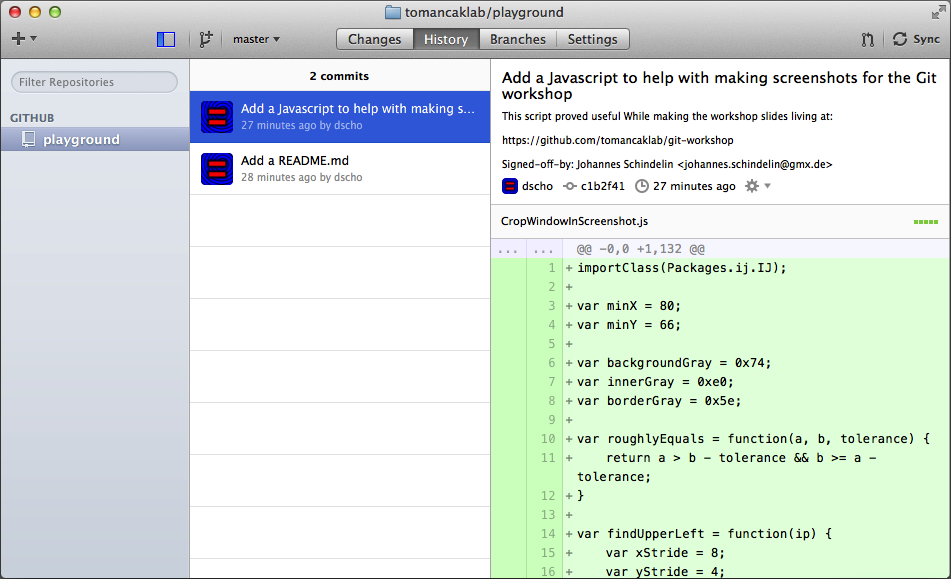 tomancaklab/playground
master
Changes
History
Branches
Settings
Sync
Filter Repositories
GITHUB
playground
2 commits
Add a Javascript to help with making s...
27 minutes ago by dscho
Add a README.md
28 minutes ago by dscho
Add a Javascript to help with making screenshots for the Git
workshop
This script proved useful While making the workshop slides living at:
https://github.com/tomancaklab/git-workshop
Signed-off-by: Johannes Schindelin <johannes.schindelin@gmx.de>
dscho c1b2f41 27 minutes ago
CropWindowInScreenshot.js
... ... @@ -0,0 +1,132 @@
1 +importClass(Packages.ij.IJ);
2 +
3 +var minX = 80;
4 +var minY = 66;
5 +
6 +var backgroundGray = 0x74;
7 +var innerGray = 0xe0;
8 +var borderGray = 0x5e;
9 +
10 +var roughlyEquals = function(a, b, tolerance) {
11 +    return a > b - tolerance && b >= a -
tolerance;
12 +}
13 +
14 +var findUpperLeft = function(ip) {
15 +    var xStride = 8;
16 +    var yStride = 4;